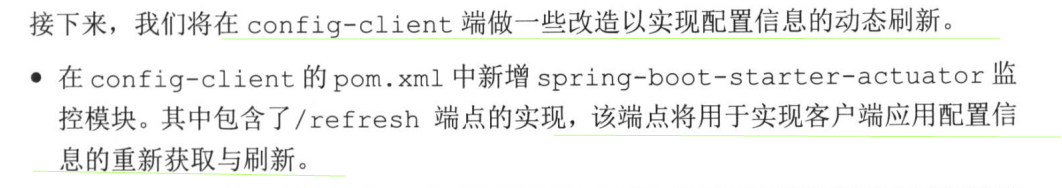 接下来，我们将在 config-client 端做一些改造以实现配置信息的动态刷新。
● 在 config-client 的 pom.xml 中新增 spring-boot-starter-actuator 监
控模块。其中包含了/refresh 端点的实现，该端点将用于实现客户端应用配置信
息的重新获取与刷新。